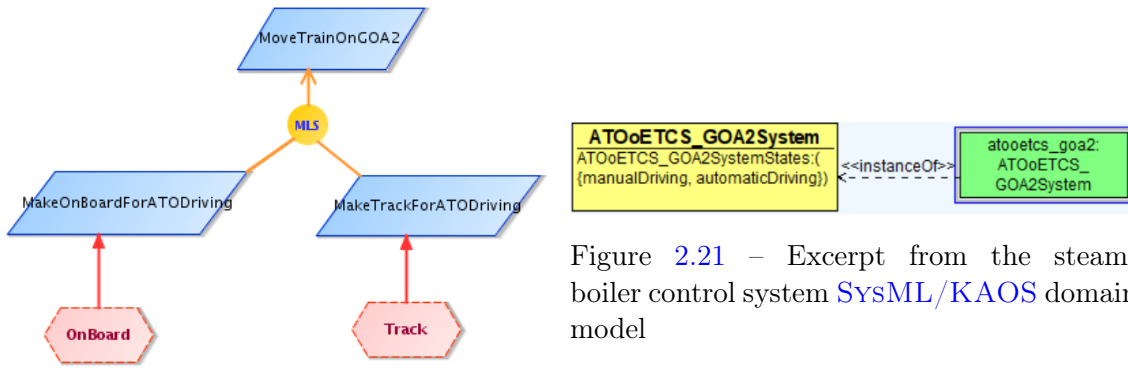 MoveTrainOnGOA2
MLS
MakeOnBoardForATODriving
MakeTrackForATODriving
OnBoard
Track
ATOoETCS_GOA2System
ATOoETCS_GOA2SystemStates:(
{manualDriving, automaticDriving})
<<instanceOf>>
atooetcs_goa2:
ATOoETCS_
GOA2System
Figure 2.21 – Excerpt from the steam
boiler control system SysML/KAOS domain
model